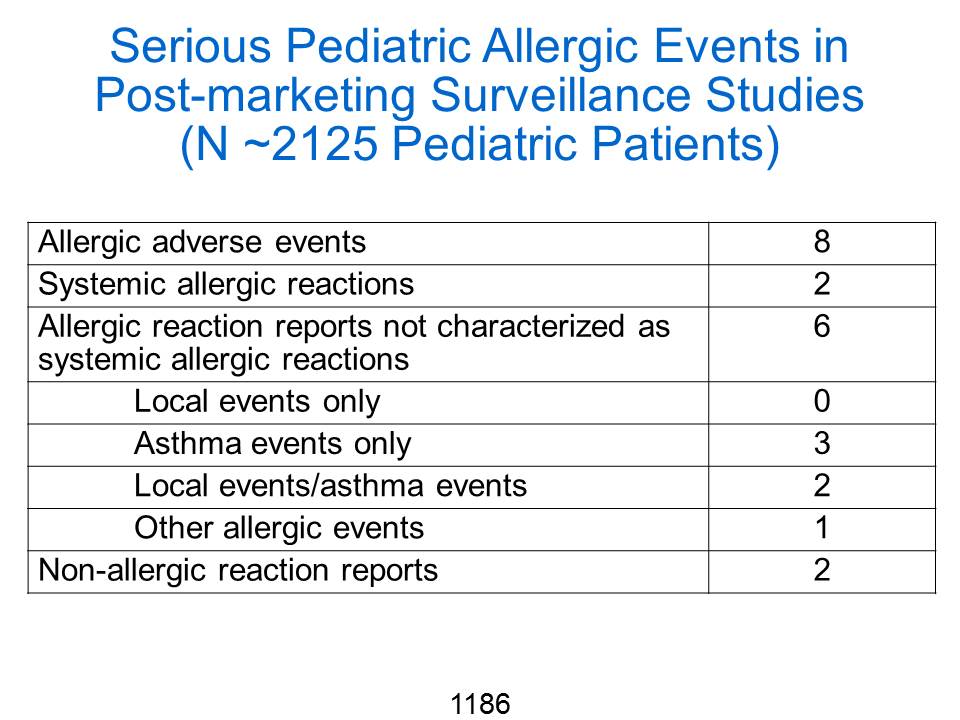 Serious Pediatric Allergic Events in
Post-marketing Surveillance Studies
(N ~2125 Pediatric Patients)
Allergic adverse events 8
Systemic allergic reactions 2
Allergic reaction reports not characterized as 6
systemic allergic reactions
Local events only 0
Asthma events only 3
Local events/asthma events 2
Other allergic events 1
Non-allergic reaction reports 2
1186